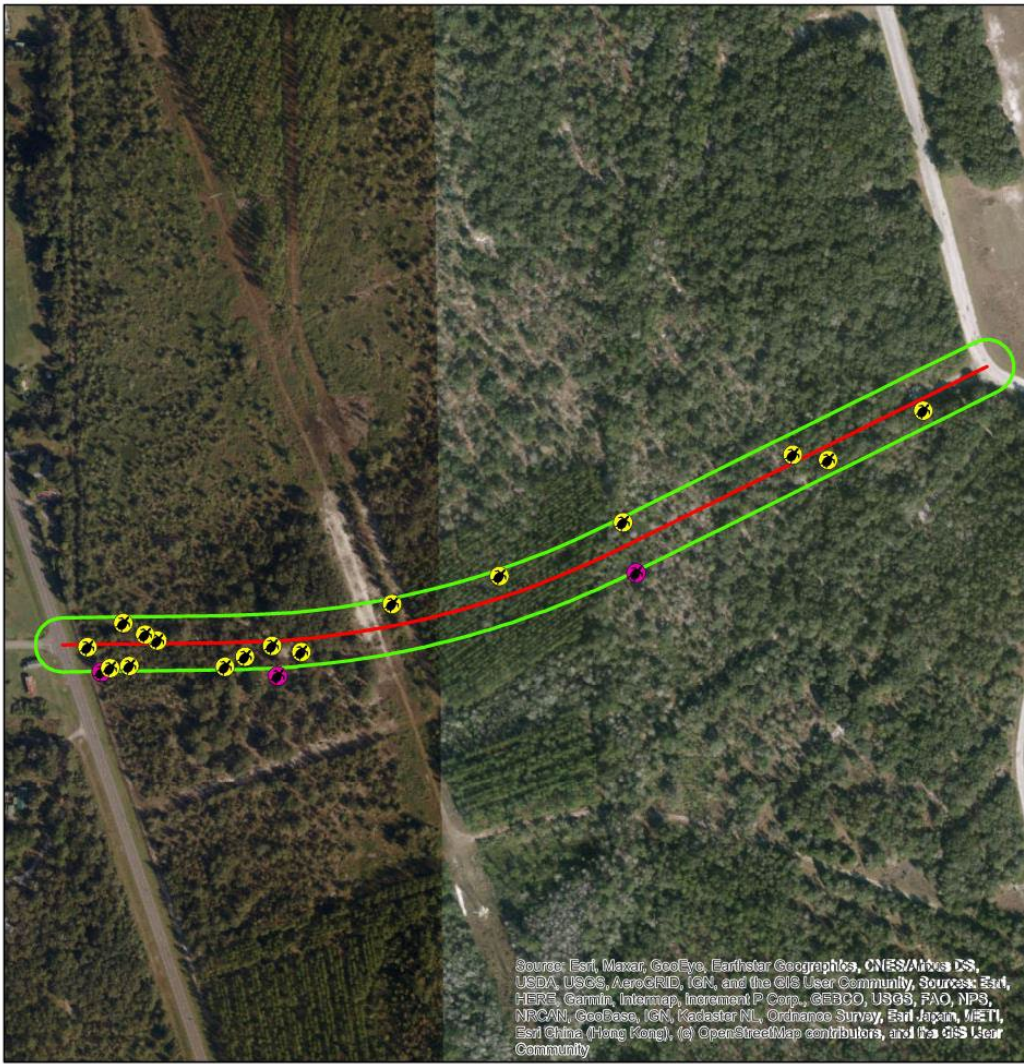 Source: Esri, Maxar, GeoEye, Earthstar Geographics, CNES/Airbus DS,
USDA, USGS, AeroGRID, IGN, and the GIS User Community, Sources: Esri,
HERE, Garmin, Intermap, increment P Corp., GEBCO, USGS, FAO, NPS,
NRCAN, GeoBase, IGN, Kadaster NL, Ordnance Survey, Esri Japan, METI,
Esri China (Hong Kong), (c) OpenStreetMap contributors, and the GIS User
Community